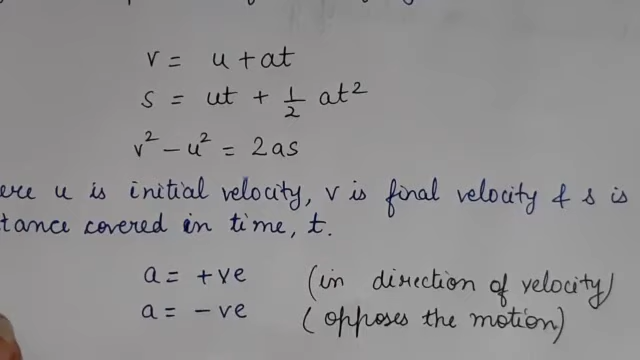 v = u + at
s = ut + 1/2 at²
v² - u² = 2as
ere u is initial velocity, v is final velocity & s is
tance covered in time, t.
a = +ve (in direction of velocity)
a = -ve (opposes the motion)